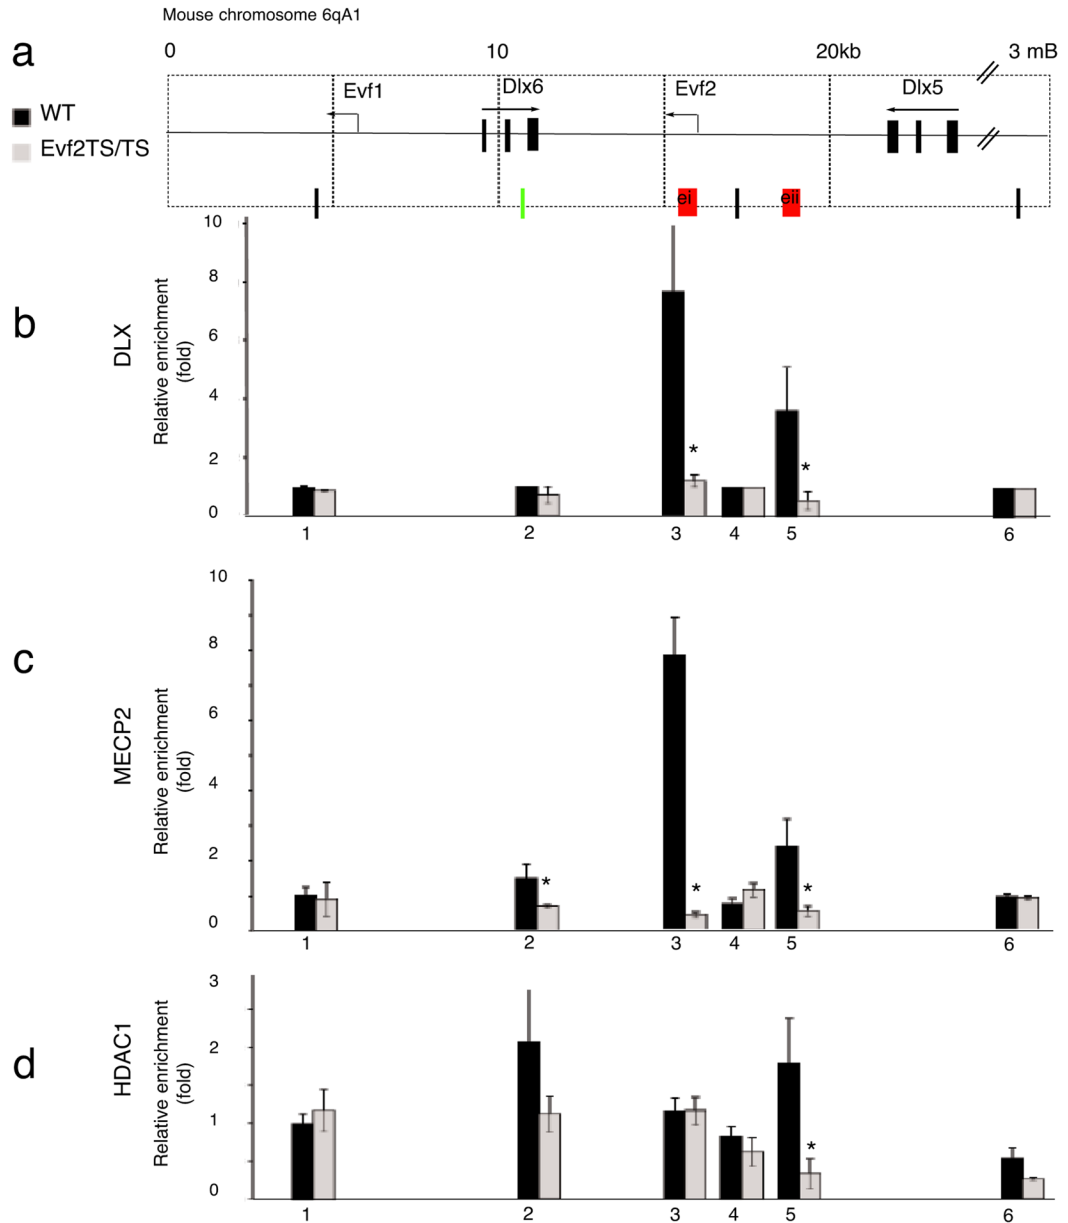 Mouse chromosome 6qA1
a
0 10 20kb 3 mB
WT
Evf2TS/TS
Evf1 Dlx6 Evf2 Dlx5
ei eii
b
DLX
Relative enrichment
(fold)
10
8
6
4
2
0
* *
1 2 3 4 5 6
c
MECP2
Relative enrichment
(fold)
10
8
6
4
2
0
* * *
1 2 3 4 5 6
d
HDAC1
Relative enrichment
(fold)
3
2
1
0
*
1 2 3 4 5 6